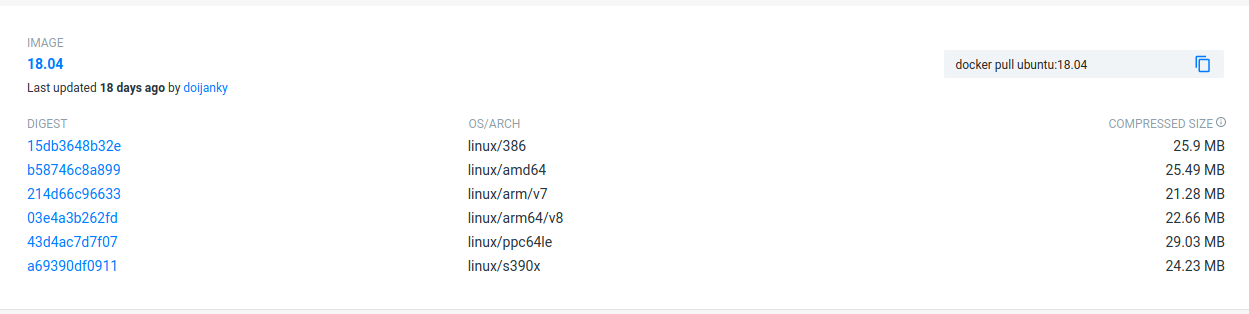 IMAGE
18.04
docker pull ubuntu:18.04
Last updated 18 days ago by doijanky
DIGEST OS/ARCH COMPRESSED SIZE
15db3648b32e linux/386 25.9 MB
b58746c8a899 linux/amd64 25.49 MB
214d66c96633 linux/arm/v7 21.28 MB
03e4a3b262fd linux/arm64/v8 22.66 MB
43d4ac7d7f07 linux/ppc64le 29.03 MB
a69390df0911 linux/s390x 24.23 MB